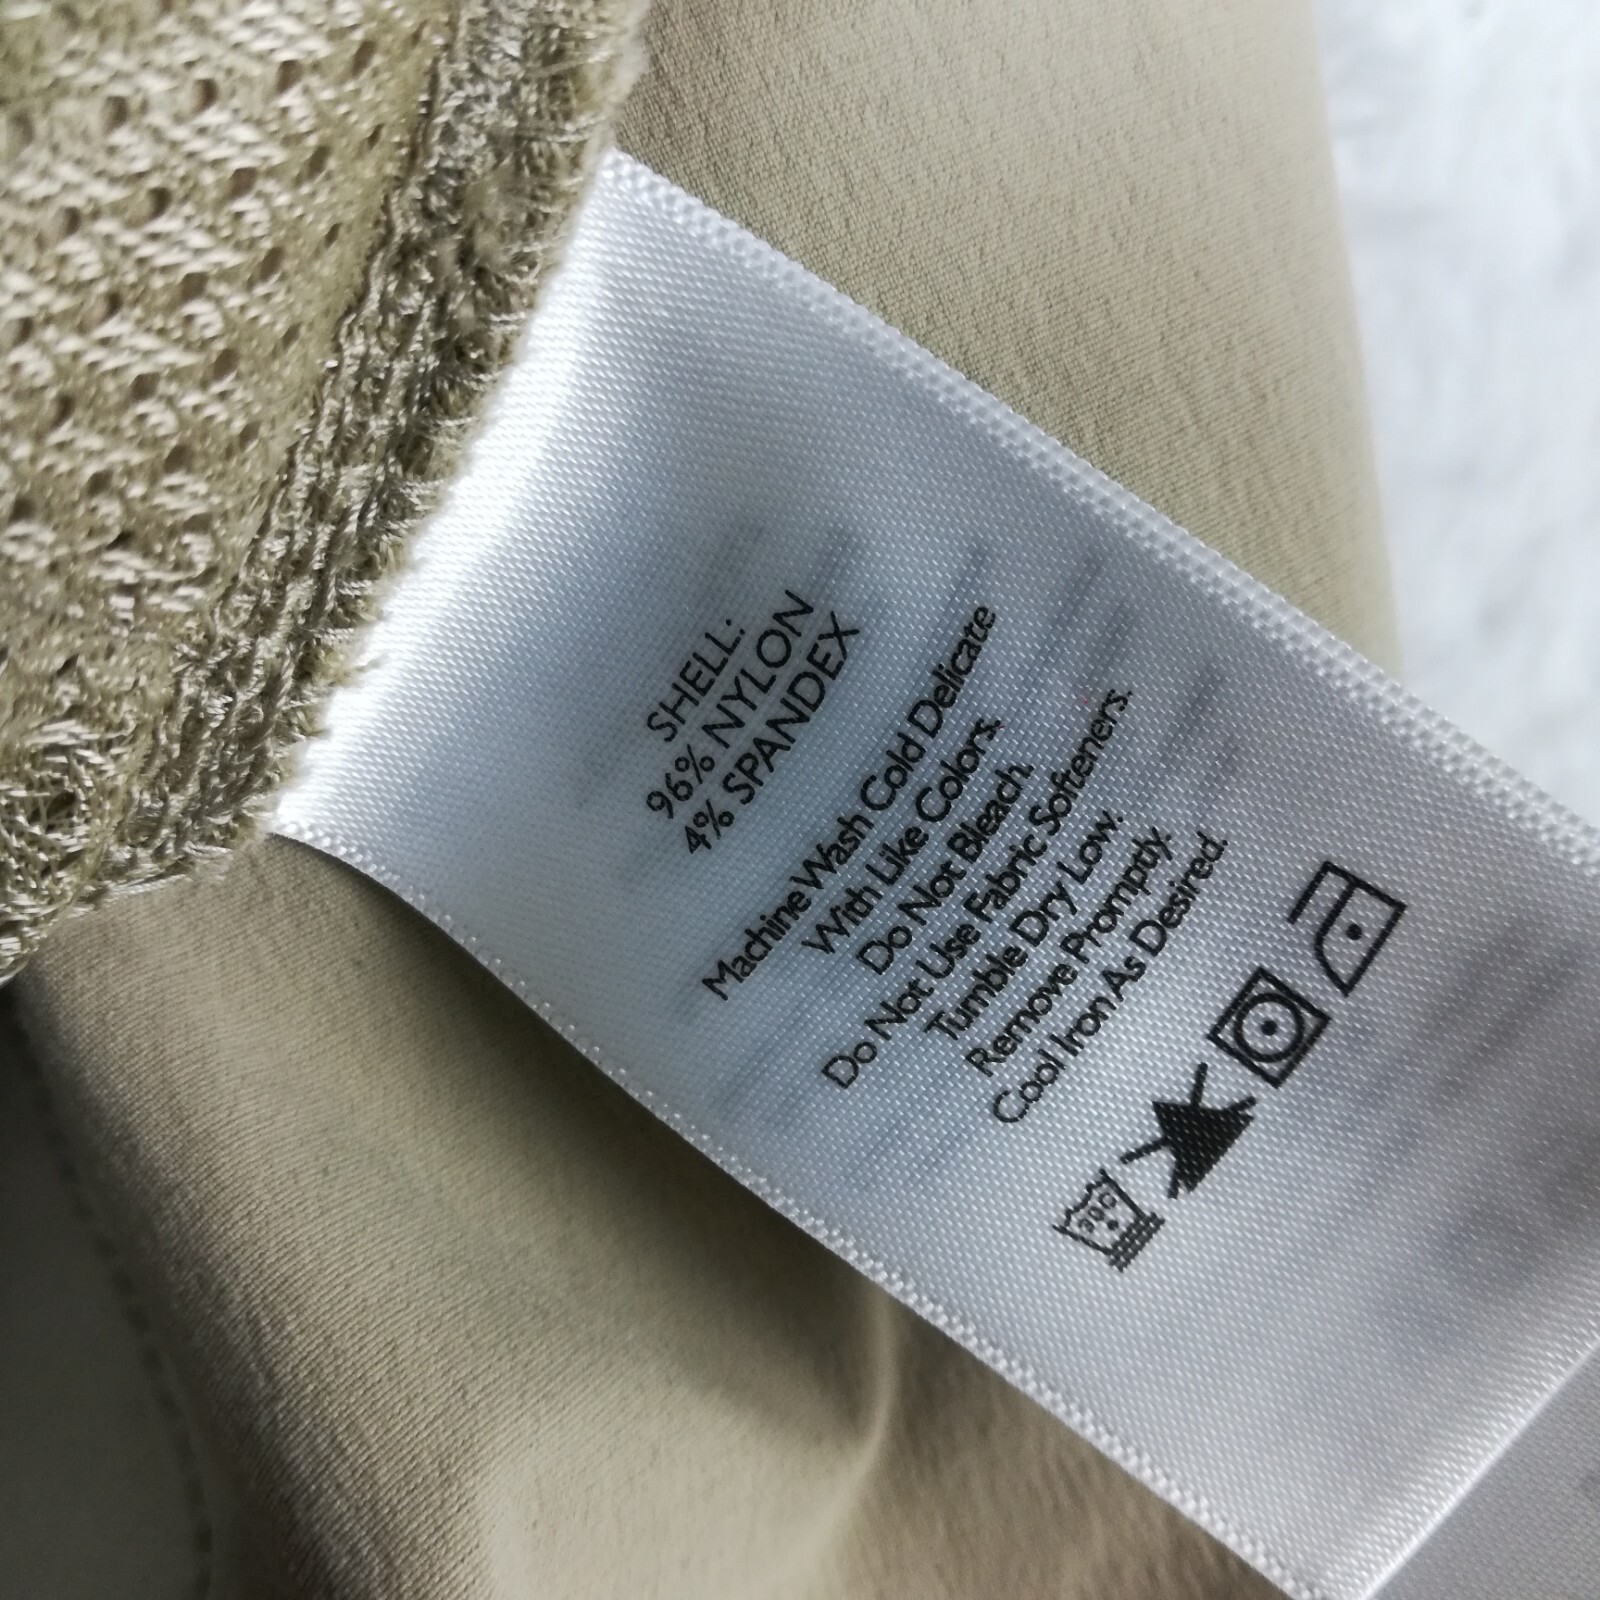 SHELL:
96% NYLON
4% SPANDEX
Machine Wash Cold Delicate
With Like Colors.
Do Not Bleach.
Do Not Use Fabric Softeners.
Tumble Dry Low.
Remove Promptly.
Cool Iron As Desired.
30C